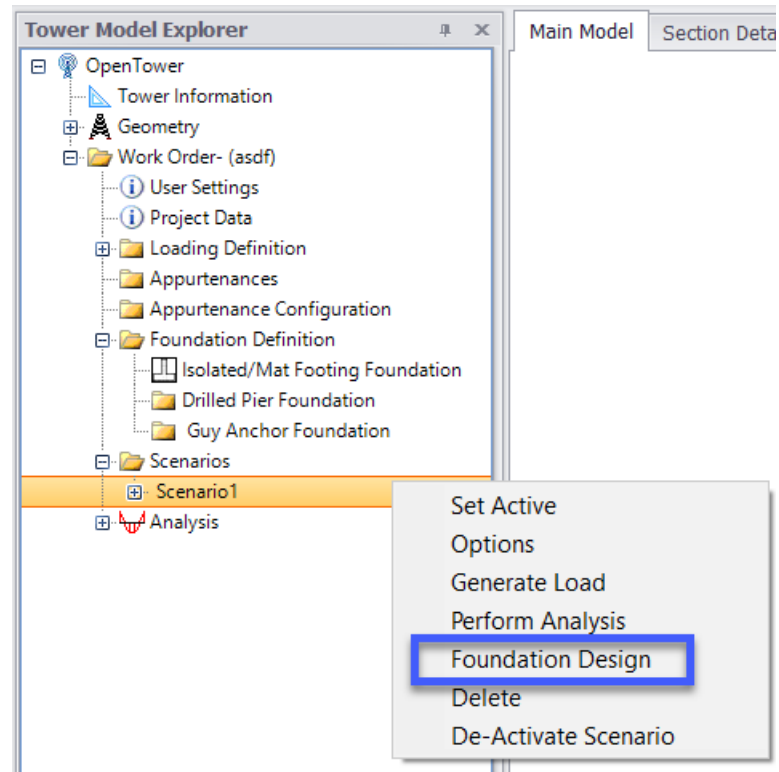 Tower Model Explorer
Main Model
Section Deta
OpenTower
Tower Information
Geometry
Work Order- (asdf)
User Settings
Project Data
Loading Definition
Appurtenances
Appurtenance Configuration
Foundation Definition
Isolated/Mat Footing Foundation
Drilled Pier Foundation
Guy Anchor Foundation
Scenarios
Scenario1
Analysis
Set Active
Options
Generate Load
Perform Analysis
Foundation Design
Delete
De-Activate Scenario